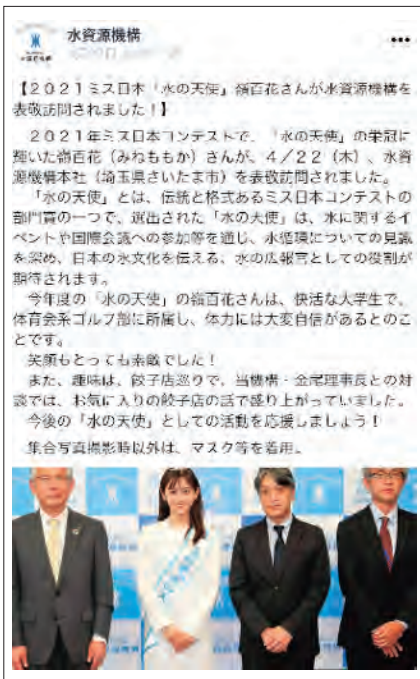 水資源機構
【2021ミス日本「水の天使」嶺百花さんが水資源機構を
表敬訪問されました!】
2021年ミス日本コンテストで、「水の天使」の栄冠に
輝いた嶺百花(みねももか)さんが、4/22(木)、水資
源機構本社(埼玉県さいたま市)を表敬訪問されました。
「水の天使」とは、伝統と格式あるミス日本コンテストの
部門賞の一つで、選出された「水の天使」は、水に関するイ
ベントや国際会議への参加等を通じ、水循環についての見識
を深め、日本の水文化を伝える、水の広報官としての役割が
期待されます。
今年度の「水の天使」の嶺百花さんは、快活な大学生で、
体育会系ゴルフ部に所属し、体力には大変自信があるとのこ
とです。
笑顔もとっても素敵でした!
また、趣味は、餃子店巡りで、当機構・金尾理事長との対
談では、お気に入りの餃子店の話で盛り上がっていました。
今後の「水の天使」としての活動を応援しましょう!
集合写真撮影時以外は、マスク等を着用。